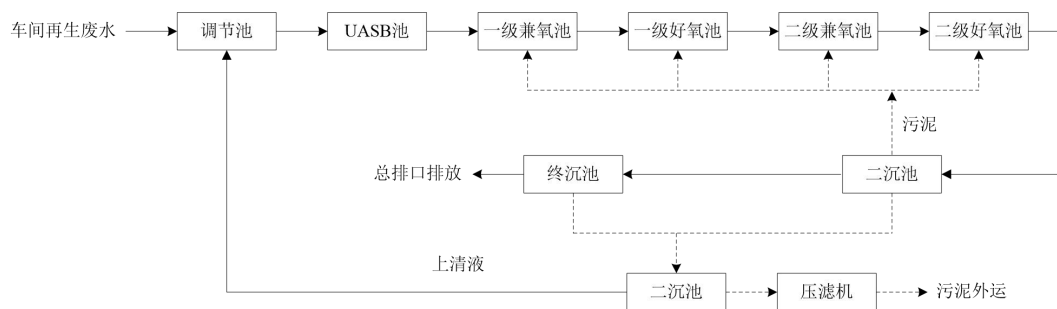 车间再生废水
调节池
UASB池
一级兼氧池
一级好氧池
二级兼氧池
二级好氧池
污泥
总排口排放
终沉池
二沉池
上清液
二沉池
压滤机
污泥外运